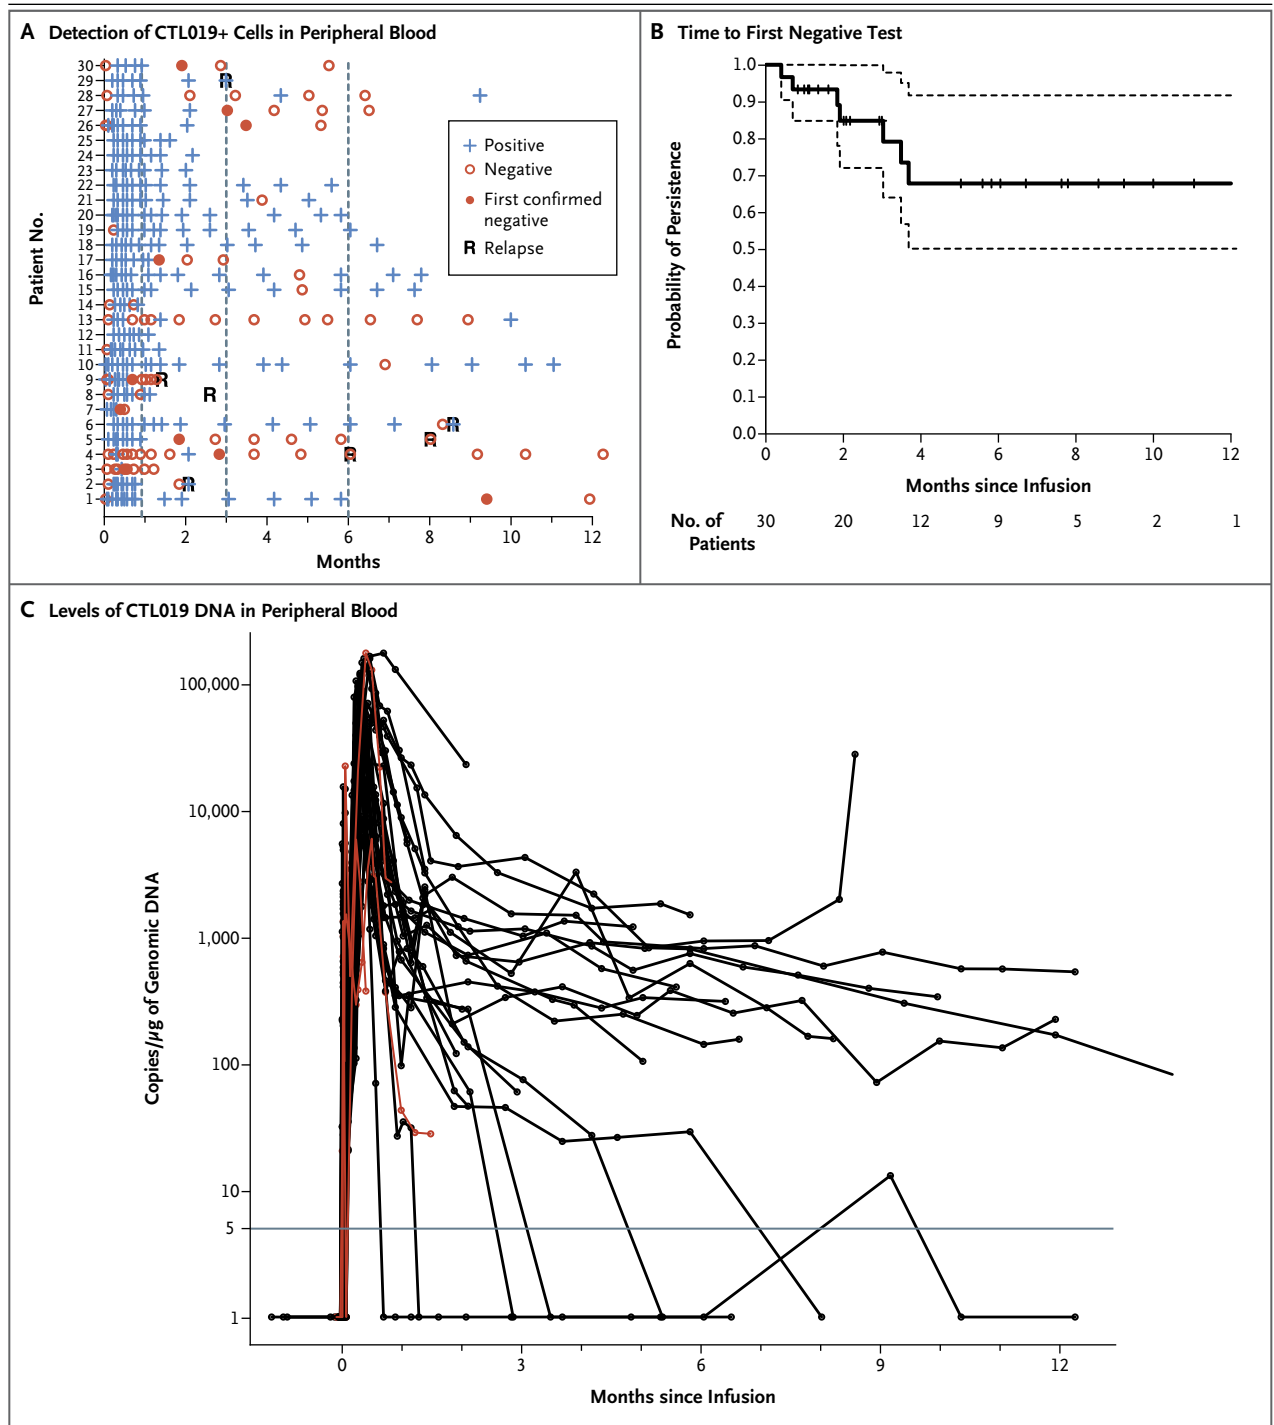 A Detection of CTL019+ Cells in Peripheral Blood
30
29
28
27
26
25
24
23
22
21
20
19
18
17
16
15
14
13
12
11
10
9
8
7
6
5
4
3
2
1
Patient No.
R
R
R
R
R
R
R
Positive
Negative
First confirmed
negative
R Relapse
0 2 4 6 8 10 12
Months
B Time to First Negative Test
1.0
0.9
0.8
0.7
0.6
0.5
0.4
0.3
0.2
0.1
0.0
Probability of Persistence
0 2 4 6 8 10 12
Months since Infusion
No. of 30 20 12 9 5 2 1
Patients
C Levels of CTL019 DNA in Peripheral Blood
100,000
10,000
1,000
100
10
5
1
Copies/µg of Genomic DNA
0 3 6 9 12
Months since Infusion